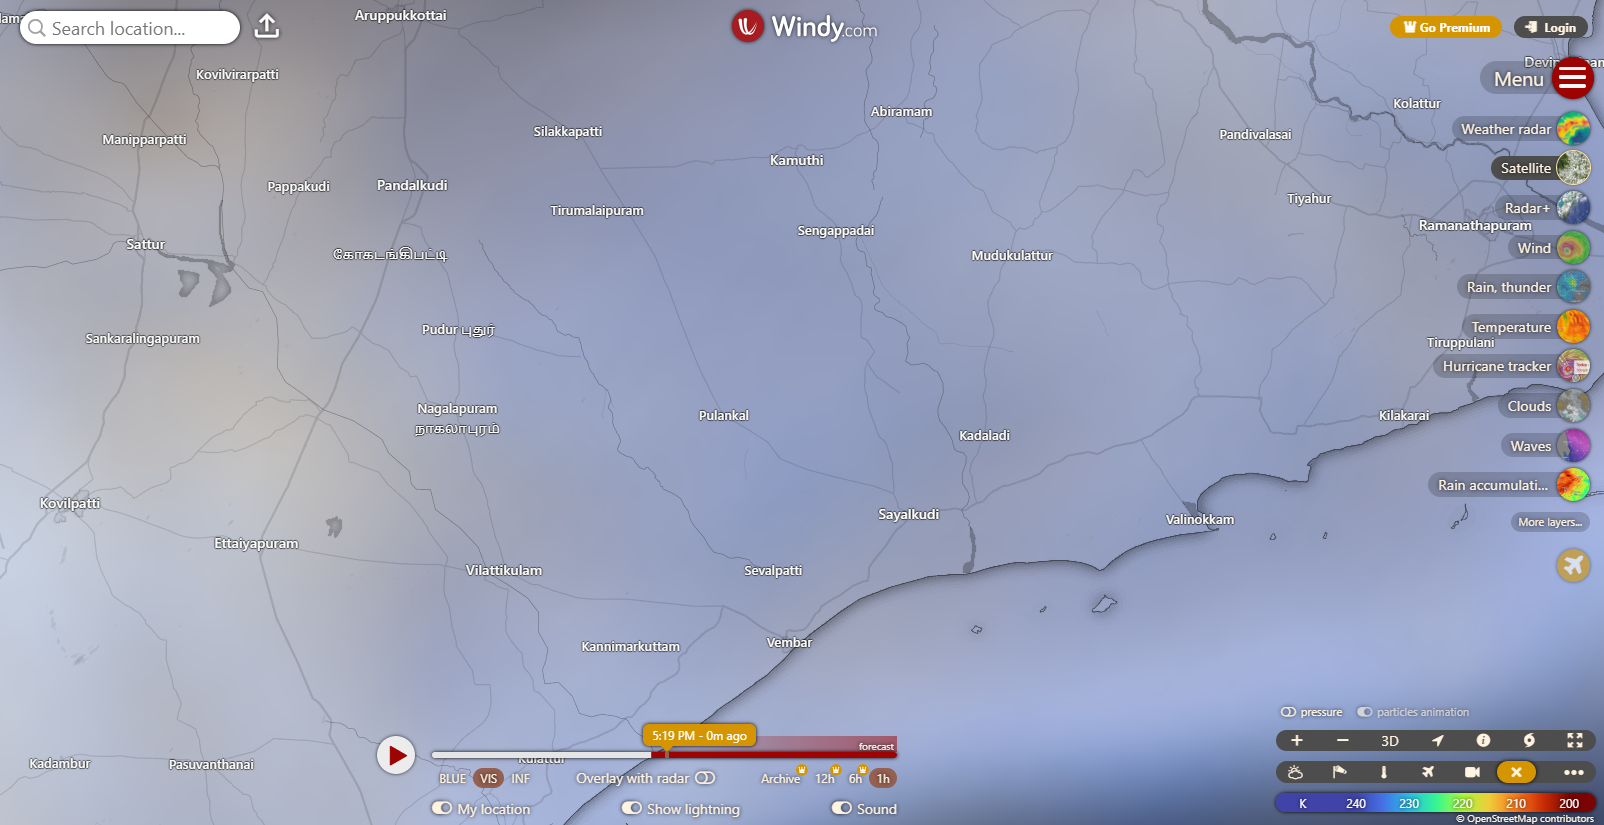 Aruppukkottai
Search location...
Windy.com
Go Premium
Login
Menu
Kovilvirarpatti
Kolattur
Abiramam
Weather radar
Silakkapatti
Pandivalasai
Manipparpatti
Kamuthi
Satellite
Pappakudi
Pandalkudi
Tiyahur
Radar+
Tirumalaipuram
Ramanathapuram
Sengappadai
Sattur
Wind
கோகடங்கிபட்டி
Mudukulattur
Rain, thunder
Pudur புதூர்
Temperature
Sankaralingapuram
Tiruppulani
Hurricane tracker
Nagalapuram
நாகலாபுரம்
Pulankal
Clouds
Kilakarai
Kadaladi
Waves
Rain accumulati...
Kovilpatti
Sayalkudi
Valinokkam
More layers...
Ettaiyapuram
Vilattikulam
Sevalpatti
Kannimarkuttam
Vembar
pressure
particles animation
5:19 PM - 0m ago
forecast
3D
Kadambur
Pasuvanthanai
Kulattur
BLUE VIS INF
Overlay with radar
Archive 12h 6h 1h
My location
Show lightning
Sound
K 240 230 220 210 200
© OpenStreetMap contributors